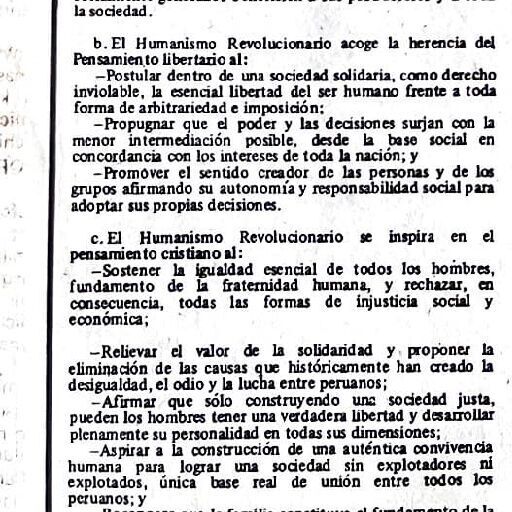 la sociedad.
b. El Humanismo Revolucionario acoge la herencia del
Pensamiento libertario al:
—Postular dentro de una sociedad solidaria, como derecho
inviolable, la esencial libertad del ser humano frente a toda
forma de arbitrariedad e imposición;
—Propugnar que el poder y las decisiones surjan con la
menor intermediación posible, desde la base social en
concordancia con los intereses de toda la nación; y
—Promover el sentido creador de las personas y de los
grupos afirmando su autonomía y responsabilidad social para
adoptar sus propias decisiones.
c. El Humanismo Revolucionario se inspira en el
pensamiento cristiano al:
—Sostener la igualdad esencial de todos los hombres,
fundamento de la fraternidad humana, y rechazar, en
consecuencia, todas las formas de injusticia social y
económica;
—Relievar el valor de la solidaridad y proponer la
eliminación de las causas que históricamente han creado la
desigualdad, el odio y la lucha entre peruanos;
—Afirmar que sólo construyendo una sociedad justa,
pueden los hombres tener una verdadera libertad y desarrollar
plenamente su personalidad en todas sus dimensiones;
—Aspirar a la construcción de una auténtica convivencia
humana para lograr una sociedad sin explotadores ni
explotados, única base real de unión entre todos los
peruanos; y